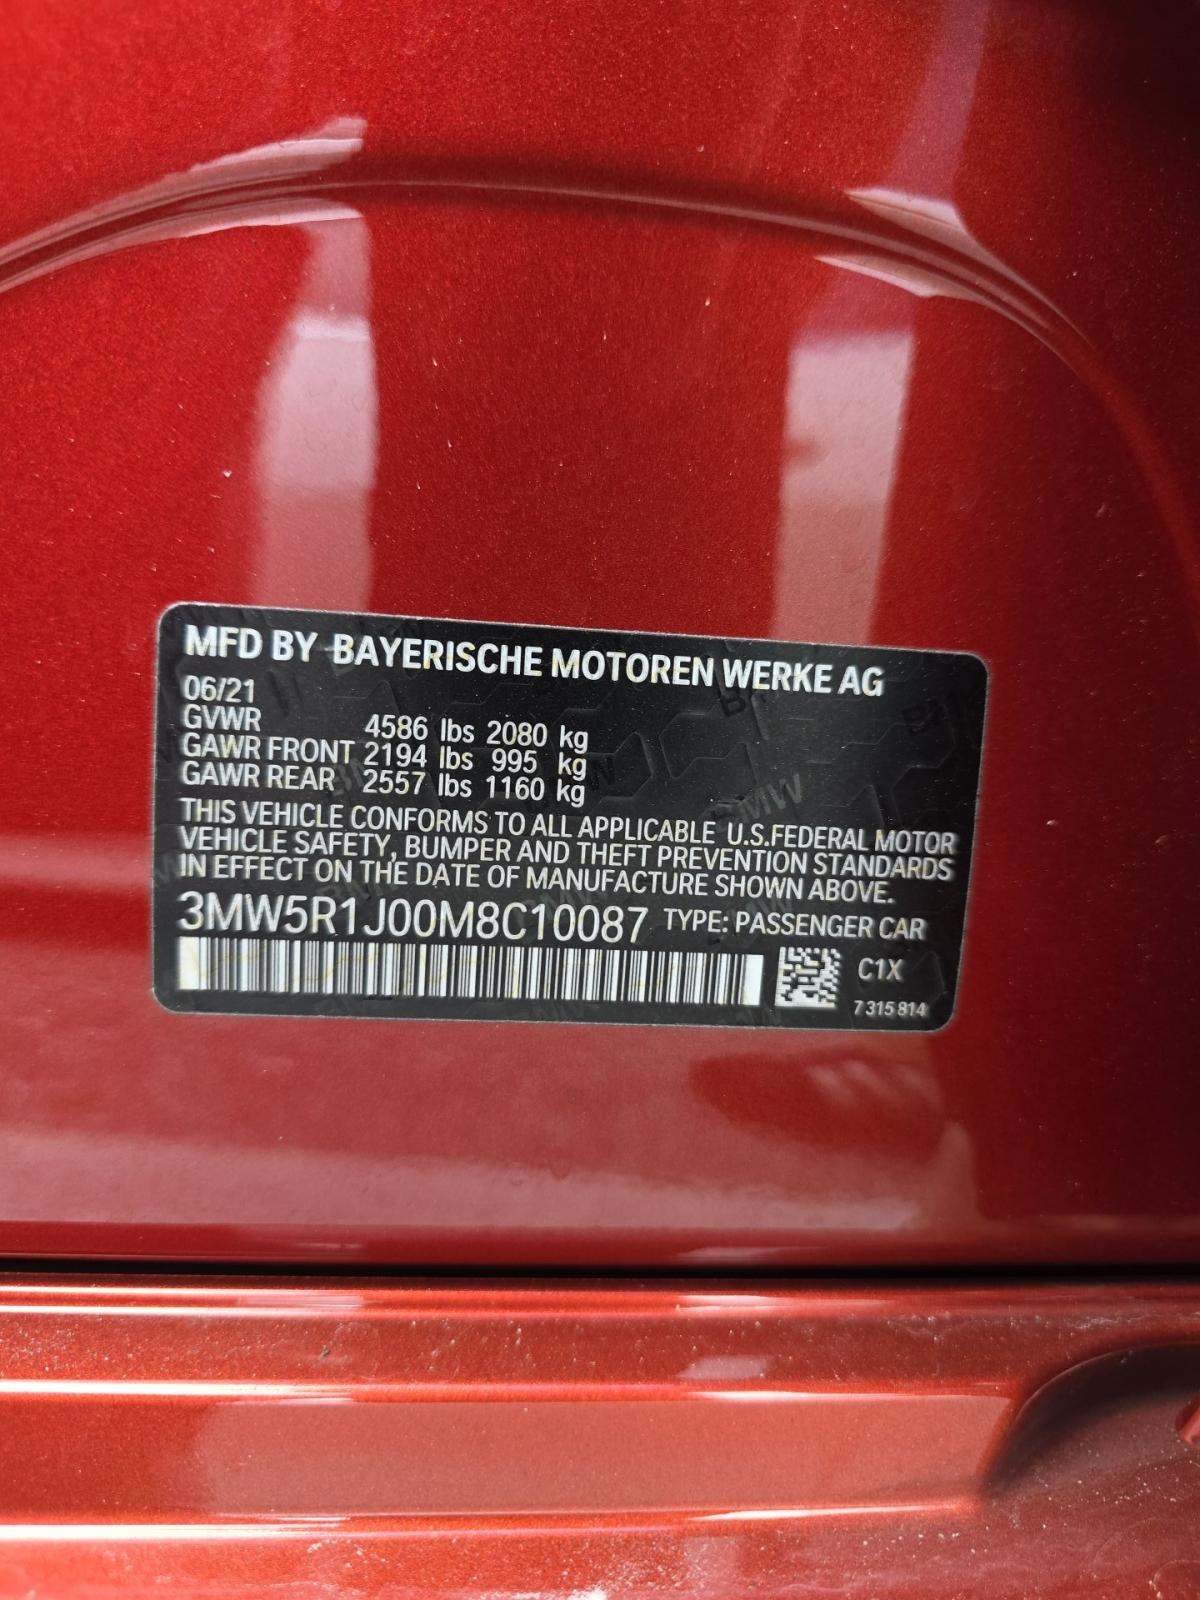 MFD BY BAYERISCHE MOTOREN WERKE AG
06/21
GVWR 4586 lbs 2080 kg
GAWR FRONT 2194 lbs 995 kg
GAWR REAR 2557 lbs 1160 kg
THIS VEHICLE CONFORMS TO ALL APPLICABLE U.S.FEDERAL MOTOR
VEHICLE SAFETY, BUMPER AND THEFT PREVENTION STANDARDS
IN EFFECT ON THE DATE OF MANUFACTURE SHOWN ABOVE.
3MW5R1J00M8C10087 TYPE: PASSENGER CAR
C1X
7 315 814